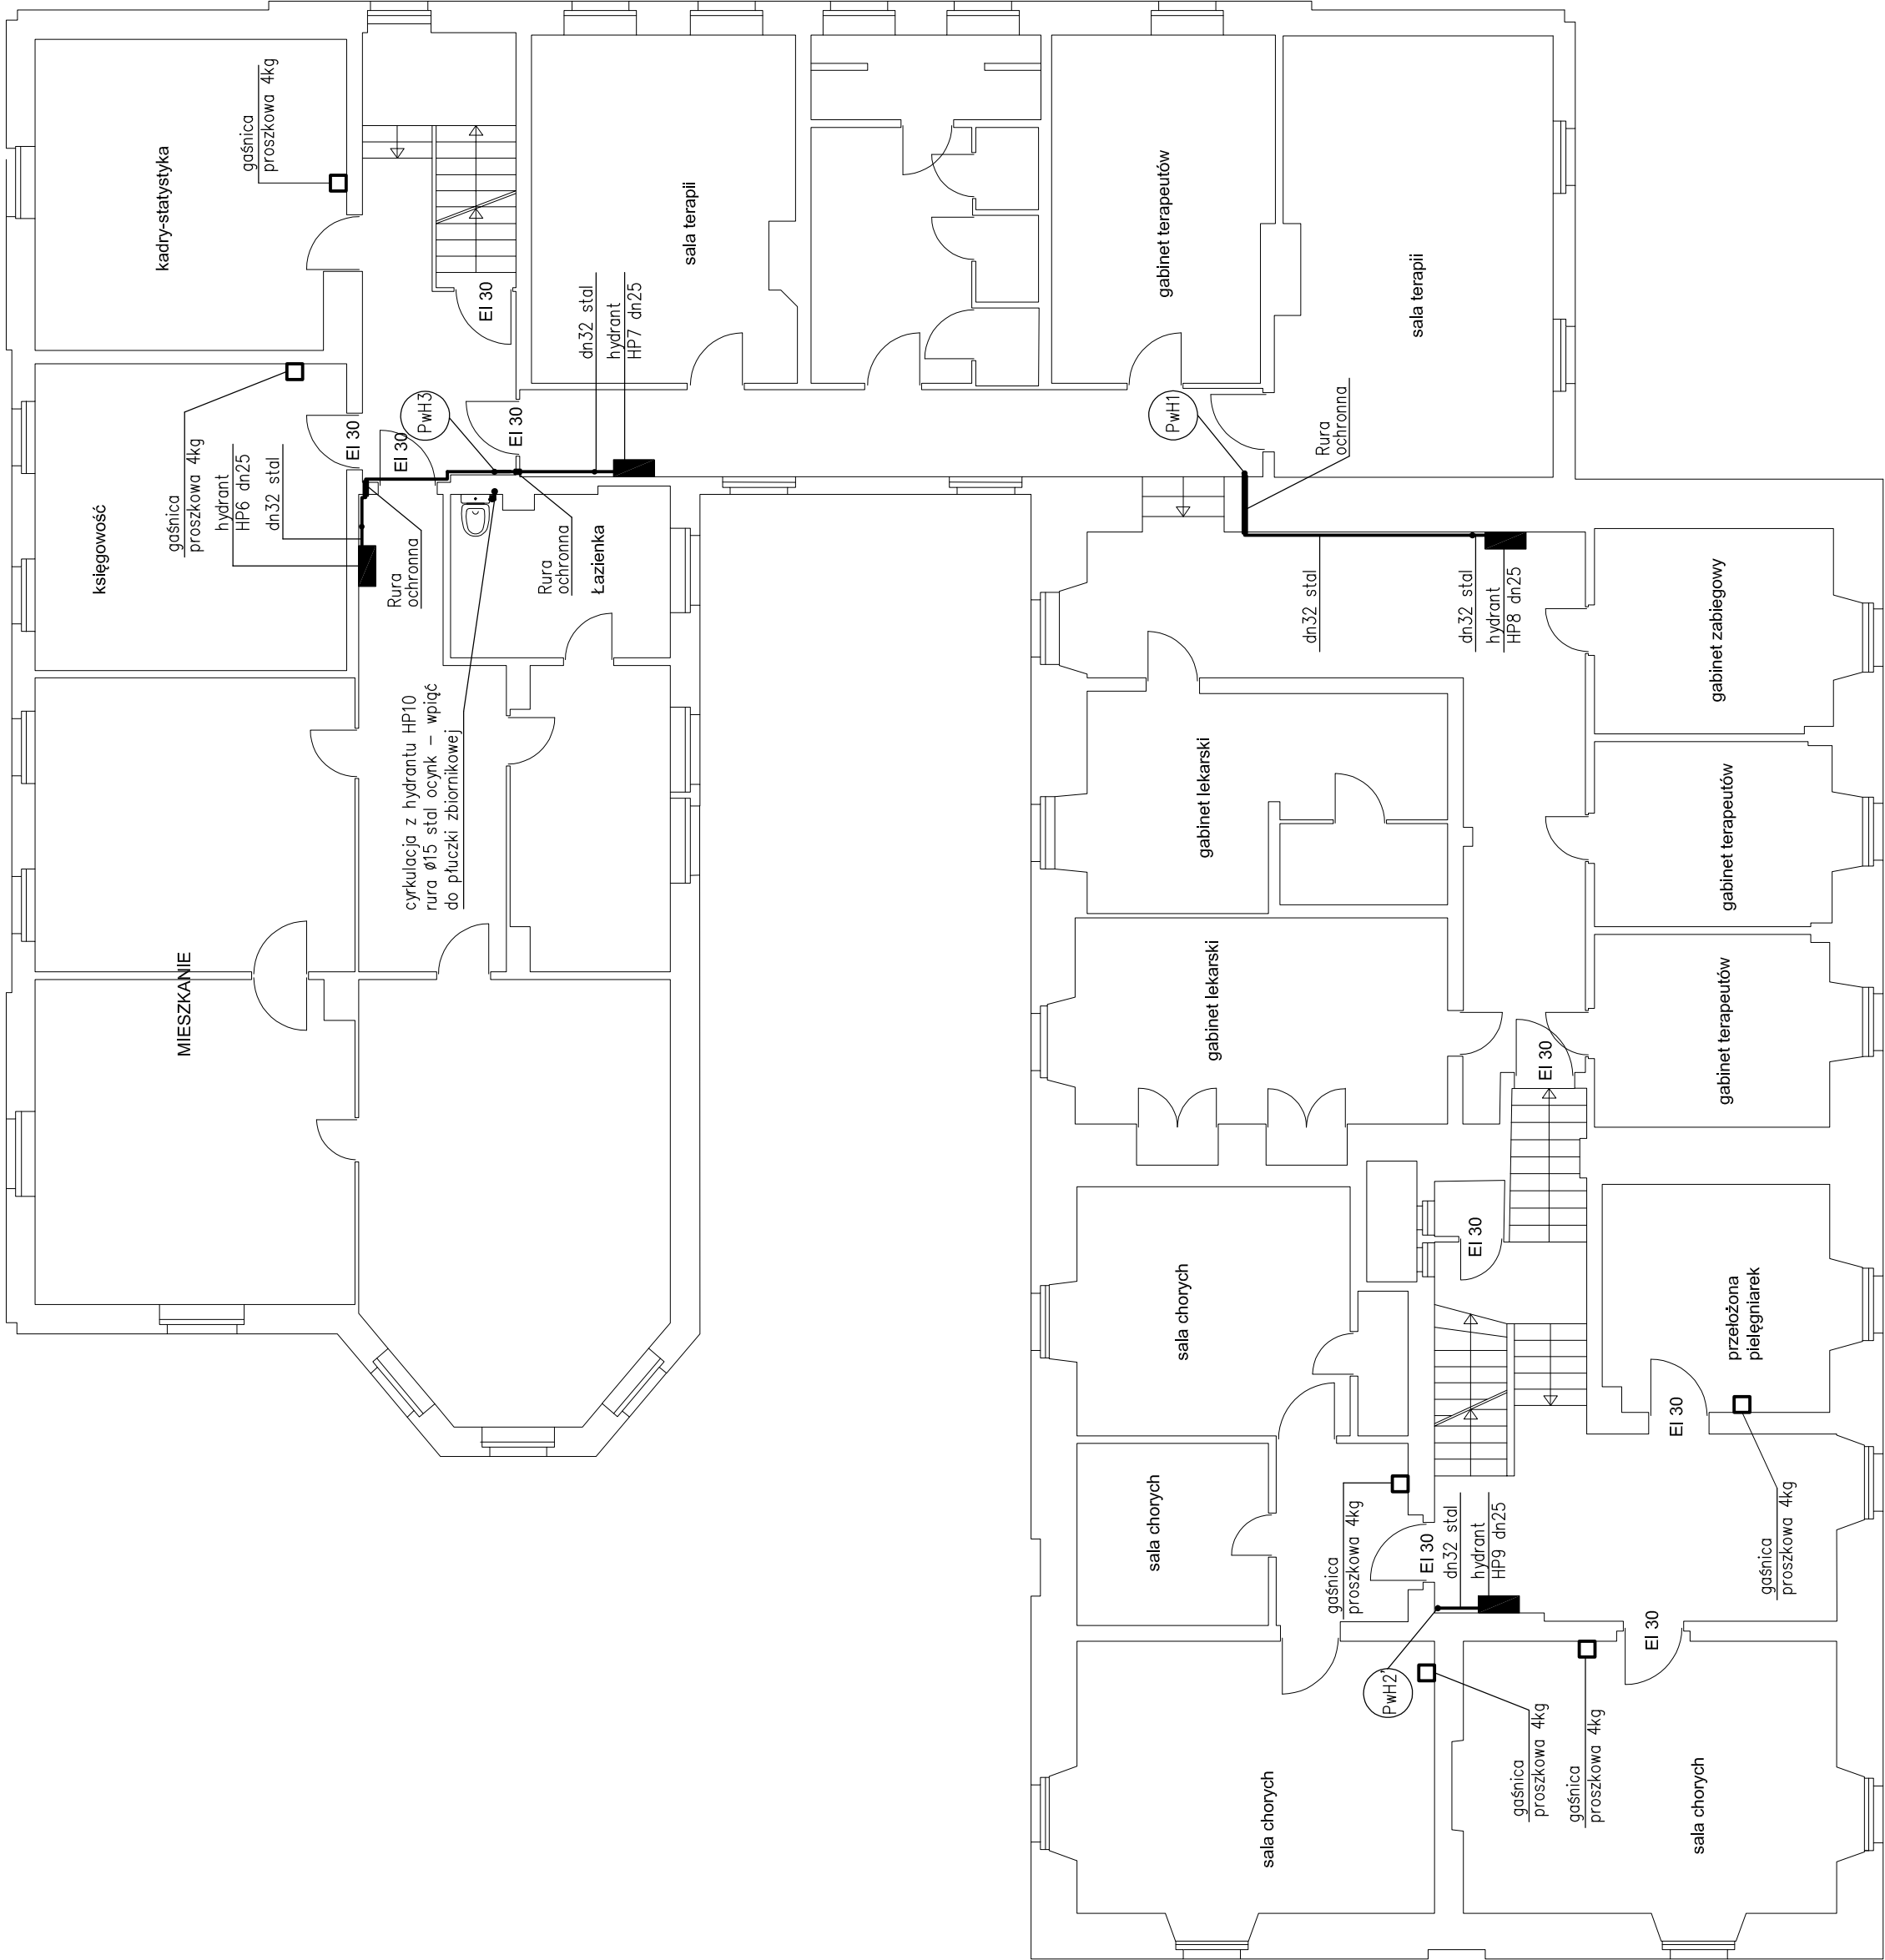 kadry-statystyka
gaśnica
proszkowa 4kg
EI 30
sala terapii
gabinet terapeutów
sala terapii
księgowość
gaśnica
proszkowa 4kg
hydrant
HP6 dn25
dn32 stal
EI 30
EI 30
PwH3
EI 30
dn32 stal
hydrant
HP7 dn25
PwH1
Rura
ochronna
Rura
ochronna
Rura
ochronna
Łazienka
cyrkulacja z hydrantu HP10
rura ø15 stal ocynk – wpiąć
do płuczki zbiornikowej
dn32 stal
dn32 stal
hydrant
HP8 dn25
gabinet zabiegowy
gabinet lekarski
gabinet terapeutów
MIESZKANIE
gabinet lekarski
EI 30
gabinet terapeutów
EI 30
sala chorych
przełożona
pielęgniarek
EI 30
sala chorych
gaśnica
proszkowa 4kg
EI 30
dn32 stal
hydrant
HP9 dn25
gaśnica
proszkowa 4kg
EI 30
PwH2'
sala chorych
gaśnica
proszkowa 4kg
gaśnica
proszkowa 4kg
sala chorych